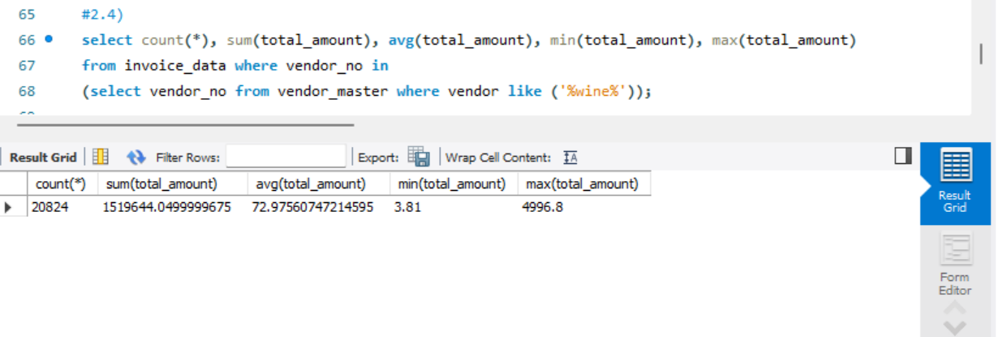 65 #2.4)
66 select count(*), sum(total_amount), avg(total_amount), min(total_amount), max(total_amount)
67 from invoice_data where vendor_no in
68 (select vendor_no from vendor_master where vendor like ('%wine%'));
Result Grid Filter Rows: Export: Wrap Cell Content: IA
count(*) sum(total_amount) avg(total_amount) min(total_amount) max(total_amount)
20824 1519644.0499999675 72.97560747214595 3.81 4996.8
Result
Grid
Form
Editor